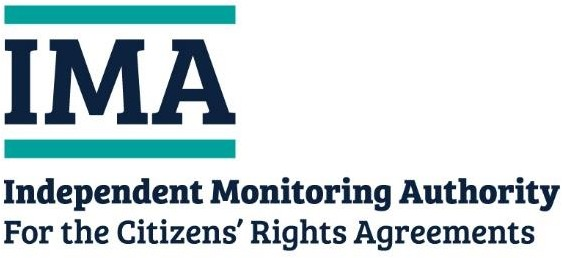 IMA
Independent Monitoring Authority
For the Citizens’ Rights Agreements